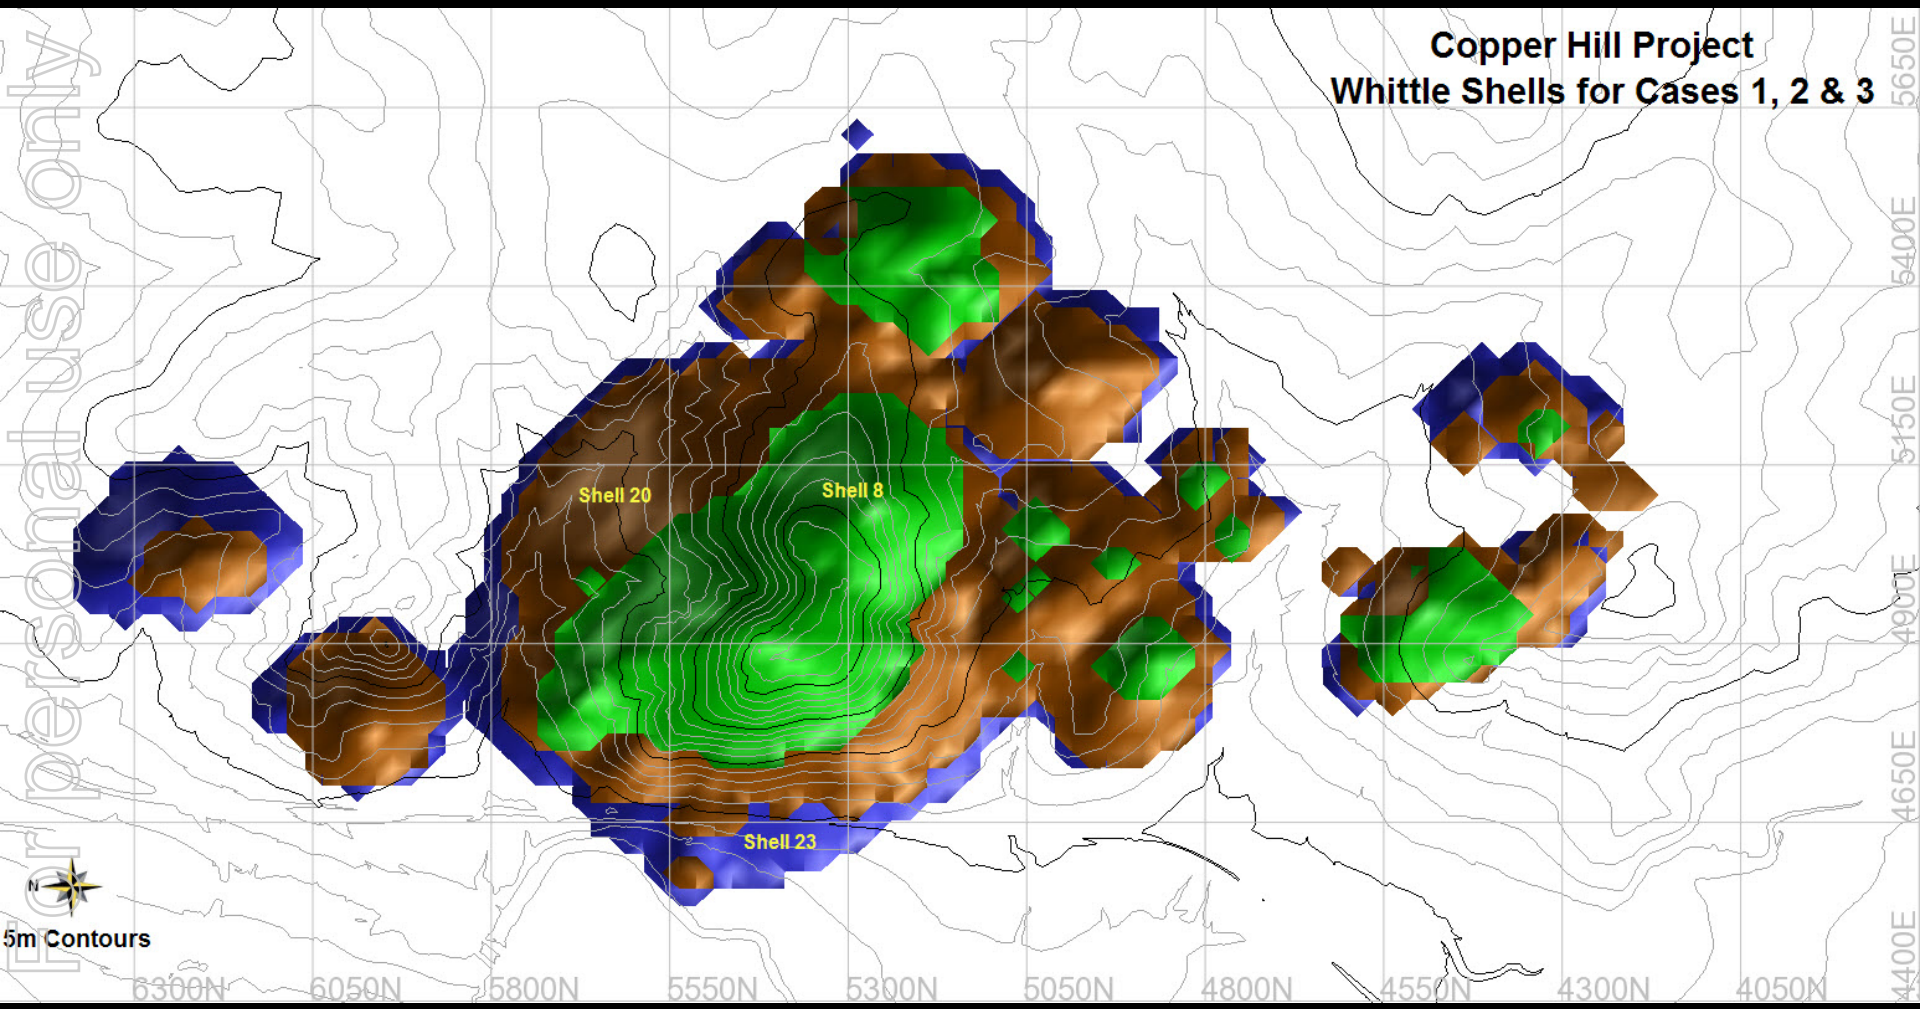 Copper Hill Project
Whittle Shells for Cases 1, 2 & 3
For personal use only
5650E
5400E
5150E
4900E
4650E
4400E
Shell 20
Shell 8
Shell 23
N
5m Contours
6300N
6050N
5800N
5550N
5300N
5050N
4800N
4550N
4300N
4050N